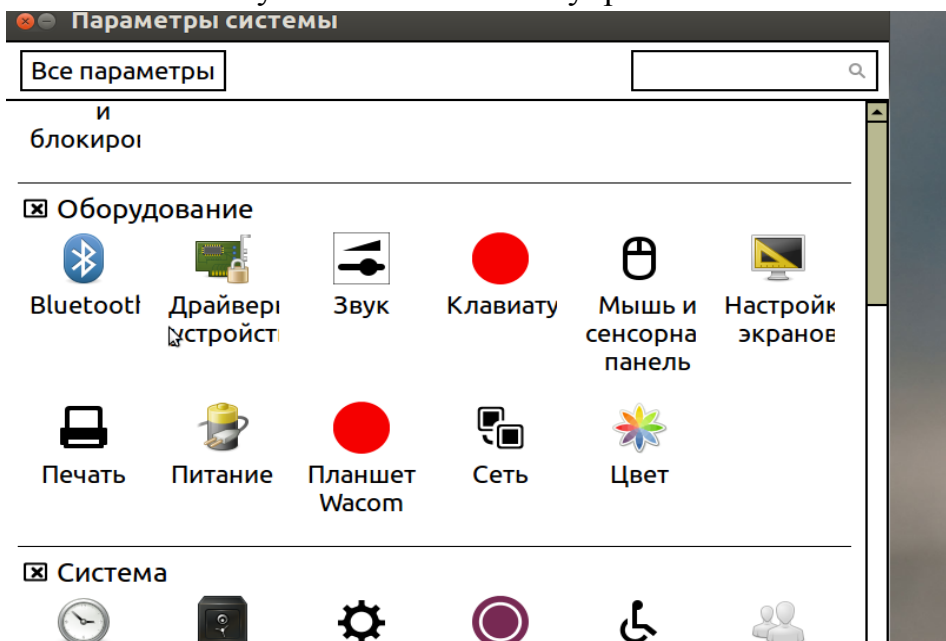 Параметры системы
Все параметры
и
блокиро
Оборудование
Bluetooth Драйверы Звук Клавиату Мышь и Настройк
устройст сенсорна экранов
панель
Печать Питание Планшет Сеть Цвет
Wacom
Система